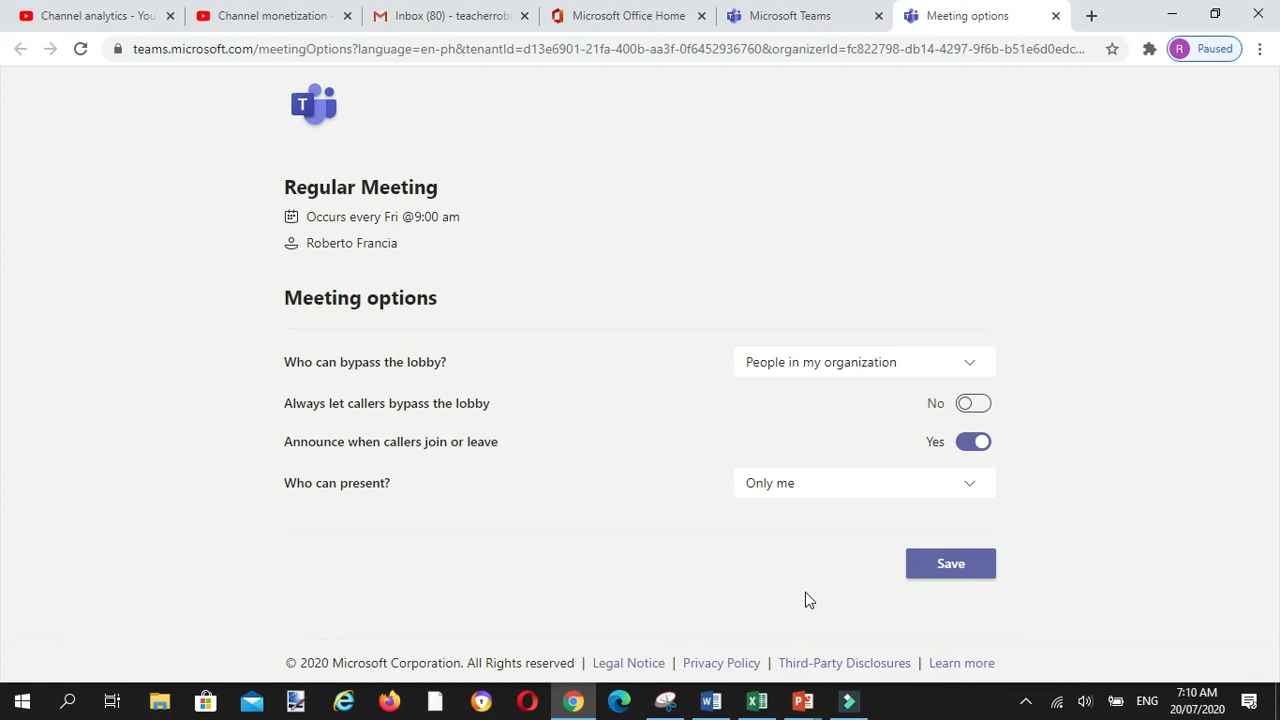 Channel analytics - You
Channel monetization -
Inbox (80) - teacherrob
Microsoft Office Home
Microsoft Teams
Meeting options
teams.microsoft.com/meetingOptions?language=en-ph&tenantId=d13e6901-21fa-400b-aa3f-0f6452936760&organizerId=fc822798-db14-4297-9f6b-b51e6d0edc...
R Paused
T
Regular Meeting
Occurs every Fri @9:00 am
Roberto Francia
Meeting options
Who can bypass the lobby? People in my organization
Always let callers bypass the lobby No
Announce when callers join or leave Yes
Who can present? Only me
Save
© 2020 Microsoft Corporation. All Rights reserved | Legal Notice | Privacy Policy | Third-Party Disclosures | Learn more
ENG
7:10 AM
20/07/2020